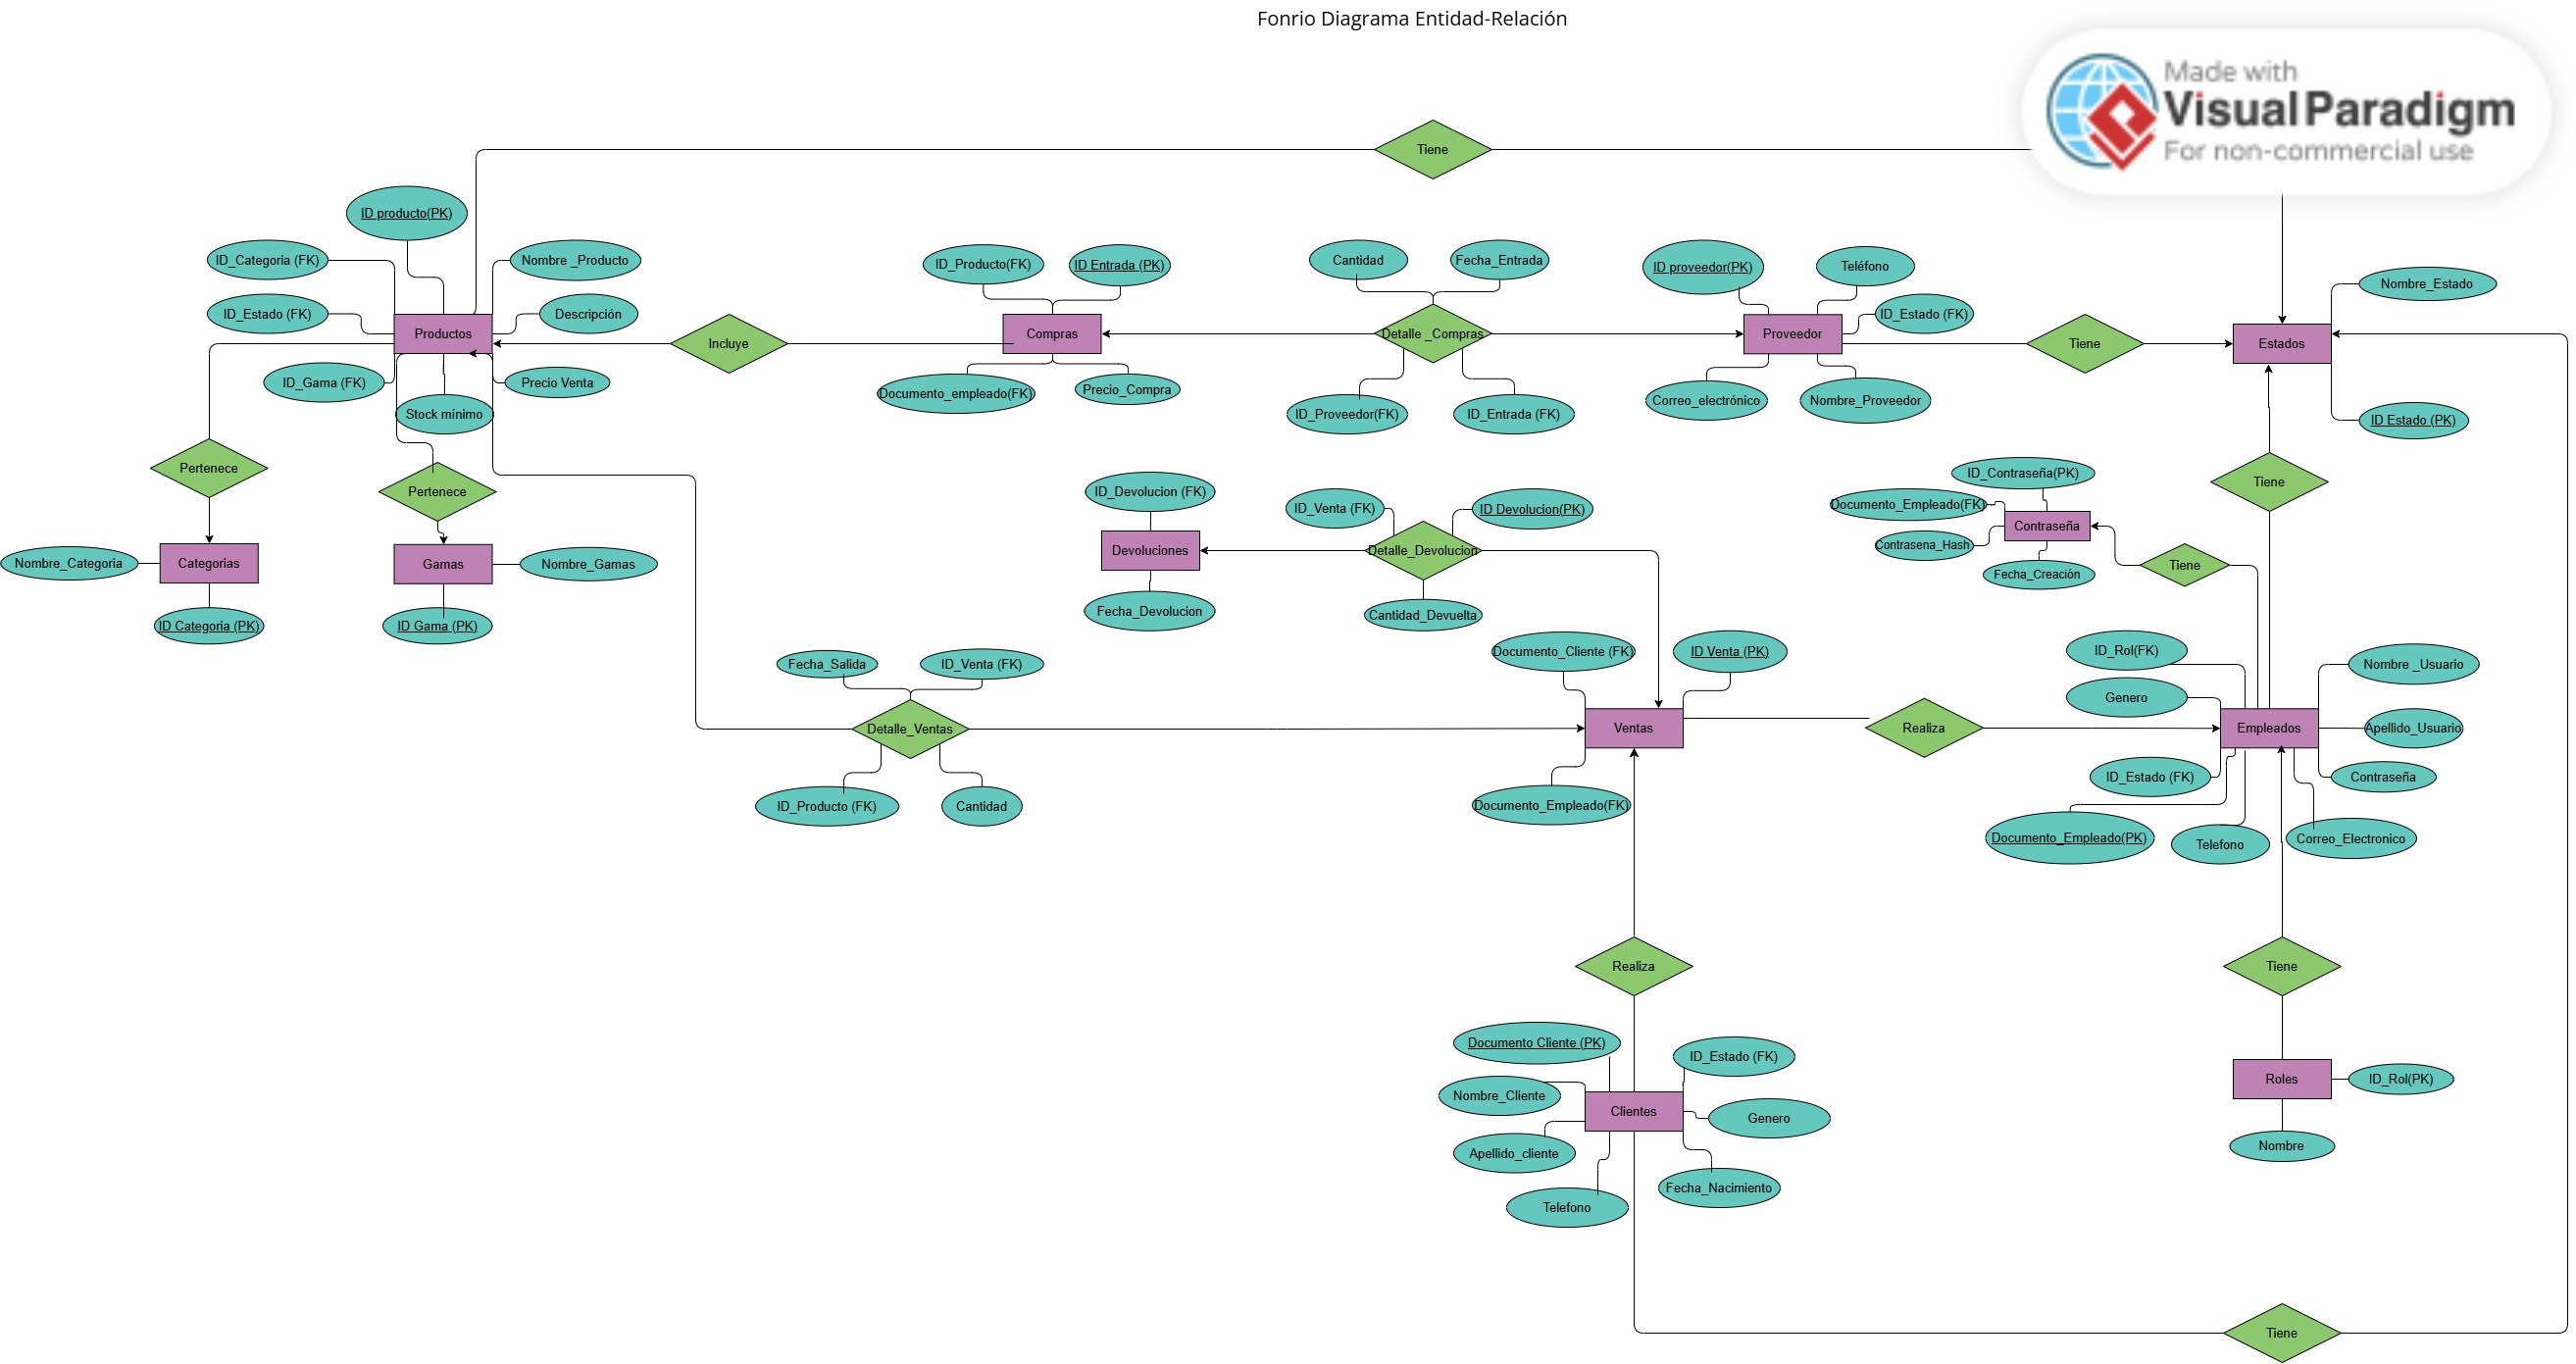 Fonrio Diagrama Entidad-Relación
Made with
Visual Paradigm
For non-commercial use
Tiene
ID producto(PK)
ID_Categoria (FK)
Nombre _Producto
ID_Estado (FK)
Descripción
Productos
ID_Gama (FK)
Precio Venta
Stock mínimo
Incluye
ID_Producto(FK)
ID Entrada (PK)
Compras
Documento_empleado(FK)
Precio_Compra
Cantidad
Fecha_Entrada
Detalle _Compras
ID_Proveedor(FK)
ID_Entrada (FK)
ID proveedor(PK)
Teléfono
ID_Estado (FK)
Proveedor
Correo_electrónico
Nombre_Proveedor
Tiene
Nombre_Estado
Estados
ID Estado (PK)
Pertenece
Pertenece
Nombre_Categoria
Categorias
ID Categoria (PK)
Gamas
Nombre_Gamas
ID Gama (PK)
ID_Devolucion (FK)
Devoluciones
Fecha_Devolucion
ID_Venta (FK)
ID Devolucion(PK)
Detalle_Devolucion
Cantidad_Devuelta
ID_Contraseña(PK)
Documento_Empleado(FK)
Contraseña
Contrasena_Hash
Fecha_Creación
Tiene
Tiene
Fecha_Salida
ID_Venta (FK)
Detalle_Ventas
ID_Producto (FK)
Cantidad
Documento_Cliente (FK)
ID Venta (PK)
Ventas
Documento_Empleado(FK)
Realiza
ID_Rol(FK)
Genero
Nombre _Usuario
Empleados
Apellido_Usuario
ID_Estado (FK)
Contraseña
Documento_Empleado(PK)
Telefono
Correo_Electronico
Realiza
Tiene
Documento Cliente (PK)
ID_Estado (FK)
Nombre_Cliente
Clientes
Genero
Apellido_cliente
Fecha_Nacimiento
Telefono
Roles
ID_Rol(PK)
Nombre
Tiene